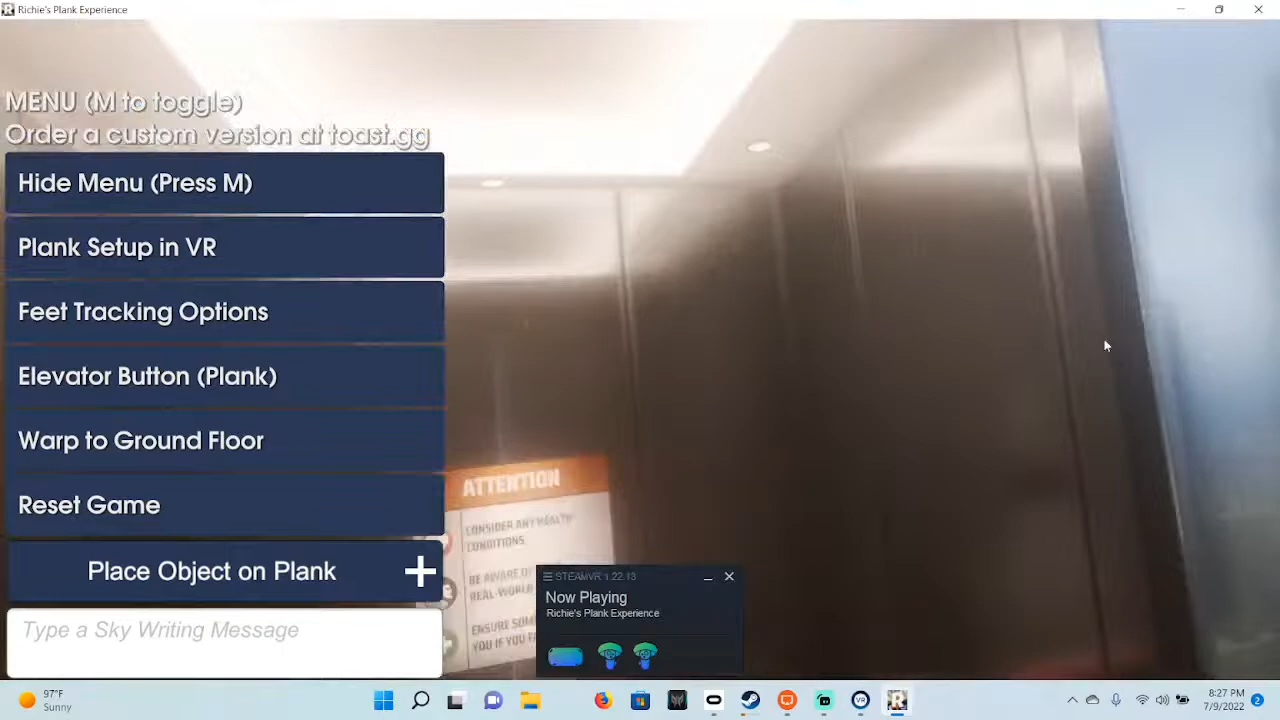 Richie's Plank Experience
MENU (M to toggle)
Order a custom version at toast.gg
Hide Menu (Press M)
Plank Setup in VR
Feet Tracking Options
Elevator Button (Plank)
Warp to Ground Floor
Reset Game
Place Object on Plank +
Type a Sky Writing Message
ATTENTION
CONSIDER ANY HEALTH
CONDITIONS.
BE AWARE OF
REAL-WORLD
ENSURE
YOU IF YOU
STEAMVR 1.22.13
Now Playing
Richie's Plank Experience
97°F
Sunny
8:27 PM
7/9/2022
2